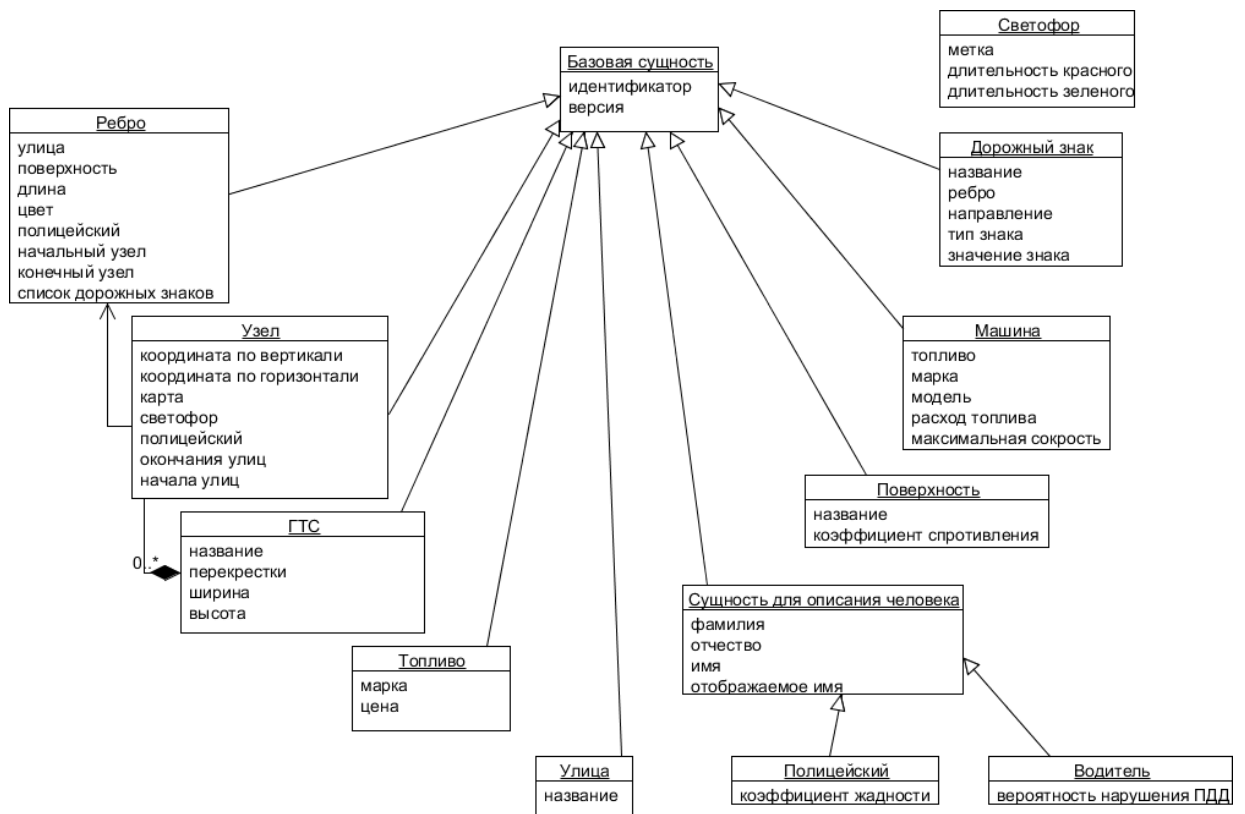 Светофор
метка
длительность красного
длительность зеленого
Базовая сущность
идентификатор
версия
Ребро
улица
поверхность
длина
цвет
полицейский
начальный узел
конечный узел
список дорожных знаков
Дорожный знак
название
ребро
направление
тип знака
значение знака
Узел
координата по вертикали
координата по горизонтали
карта
светофор
полицейский
окончания улиц
начала улиц
Машина
топливо
марка
модель
расход топлива
максимальная сокрость
Поверхность
название
коэффициент спротивления
ГТС
название
перекрестки
ширина
высота
0..*
Сущность для описания человека
фамилия
отчество
имя
отображаемое имя
Топливо
марка
цена
Улица
название
Полицейский
коэффициент жадности
Водитель
вероятность нарушения ПДД